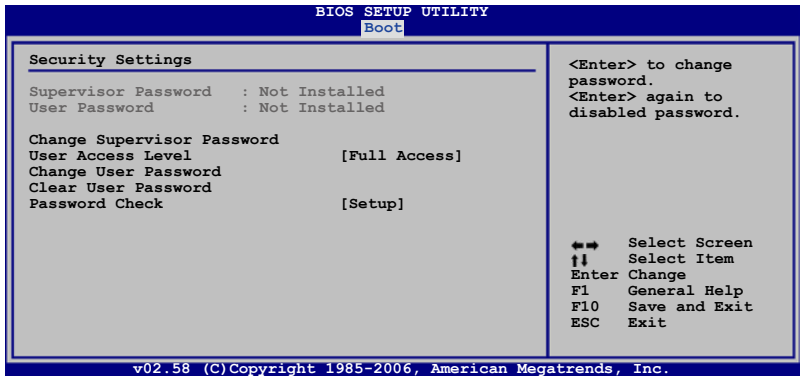 BIOS SETUP UTILITY
Boot
Security Settings
Supervisor Password : Not Installed
User Password : Not Installed
Change Supervisor Password
User Access Level [Full Access]
Change User Password
Clear User Password
Password Check [Setup]
<Enter> to change
password.
<Enter> again to
disabled password.
Select Screen
Select Item
Enter Change
F1 General Help
F10 Save and Exit
ESC Exit
v02.58 (C)Copyright 1985-2006, American Megatrends, Inc.